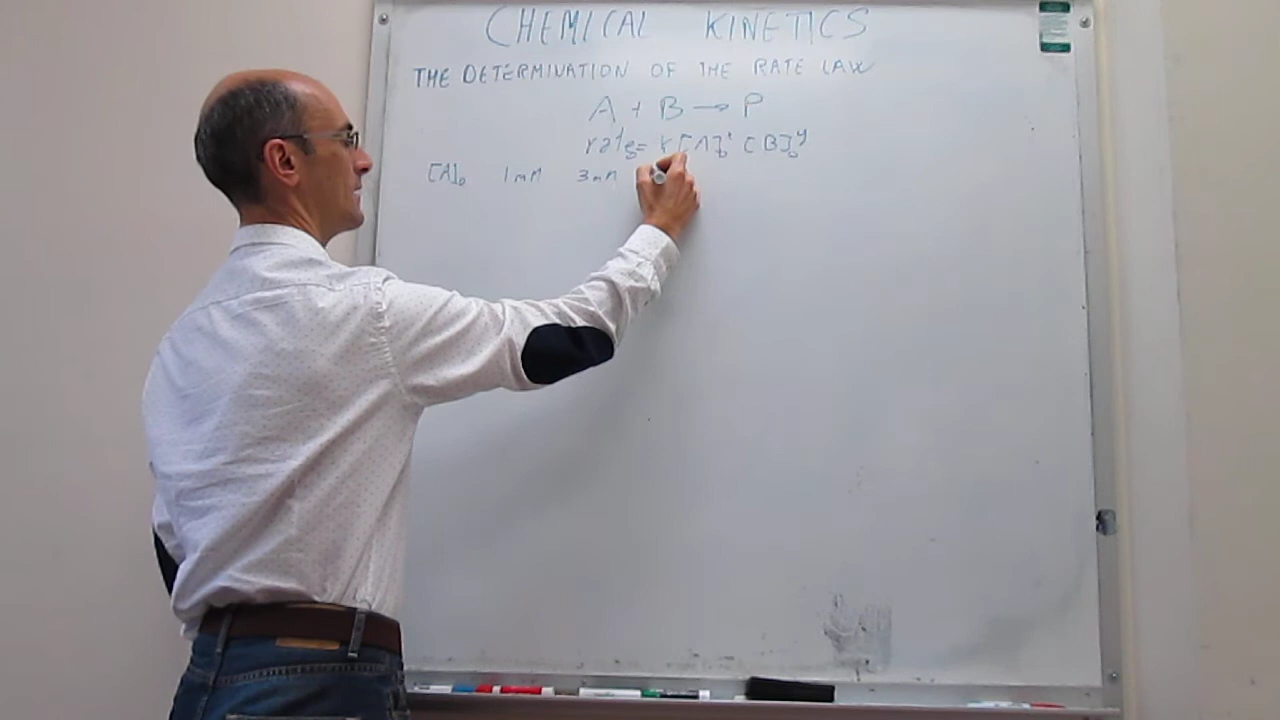 CHEMICAL KINETICS
THE DETERMINATION OF THE RATE LAW
A + B → P
rate₀ = k [A]₀ˣ [B]₀ʸ
[A]₀ 1mM 3mM